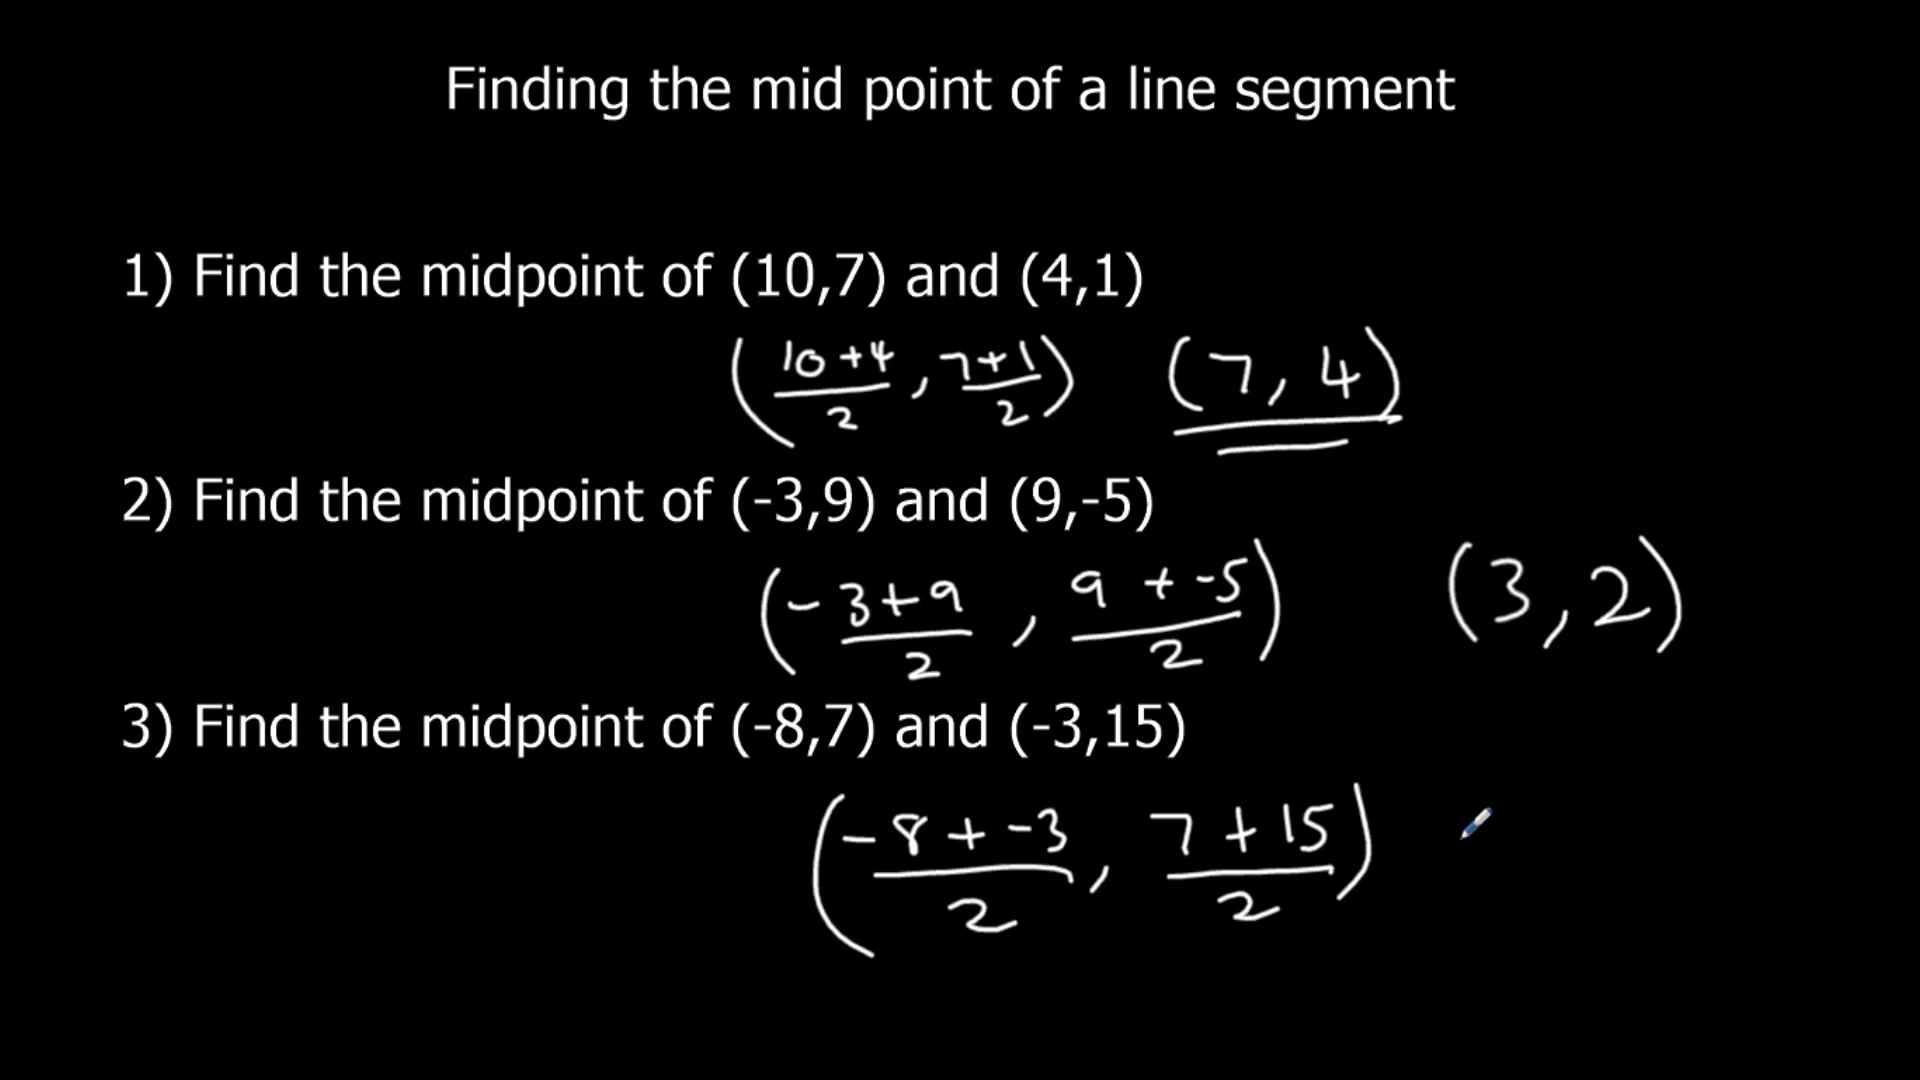 Finding the mid point of a line segment
1) Find the midpoint of (10,7) and (4,1)
(10+4/2, 7+1/2) (7, 4)
2) Find the midpoint of (-3,9) and (9,-5)
(-3+9/2, 9+-5/2) (3,2)
3) Find the midpoint of (-8,7) and (-3,15)
(-8+-3/2, 7+15/2)